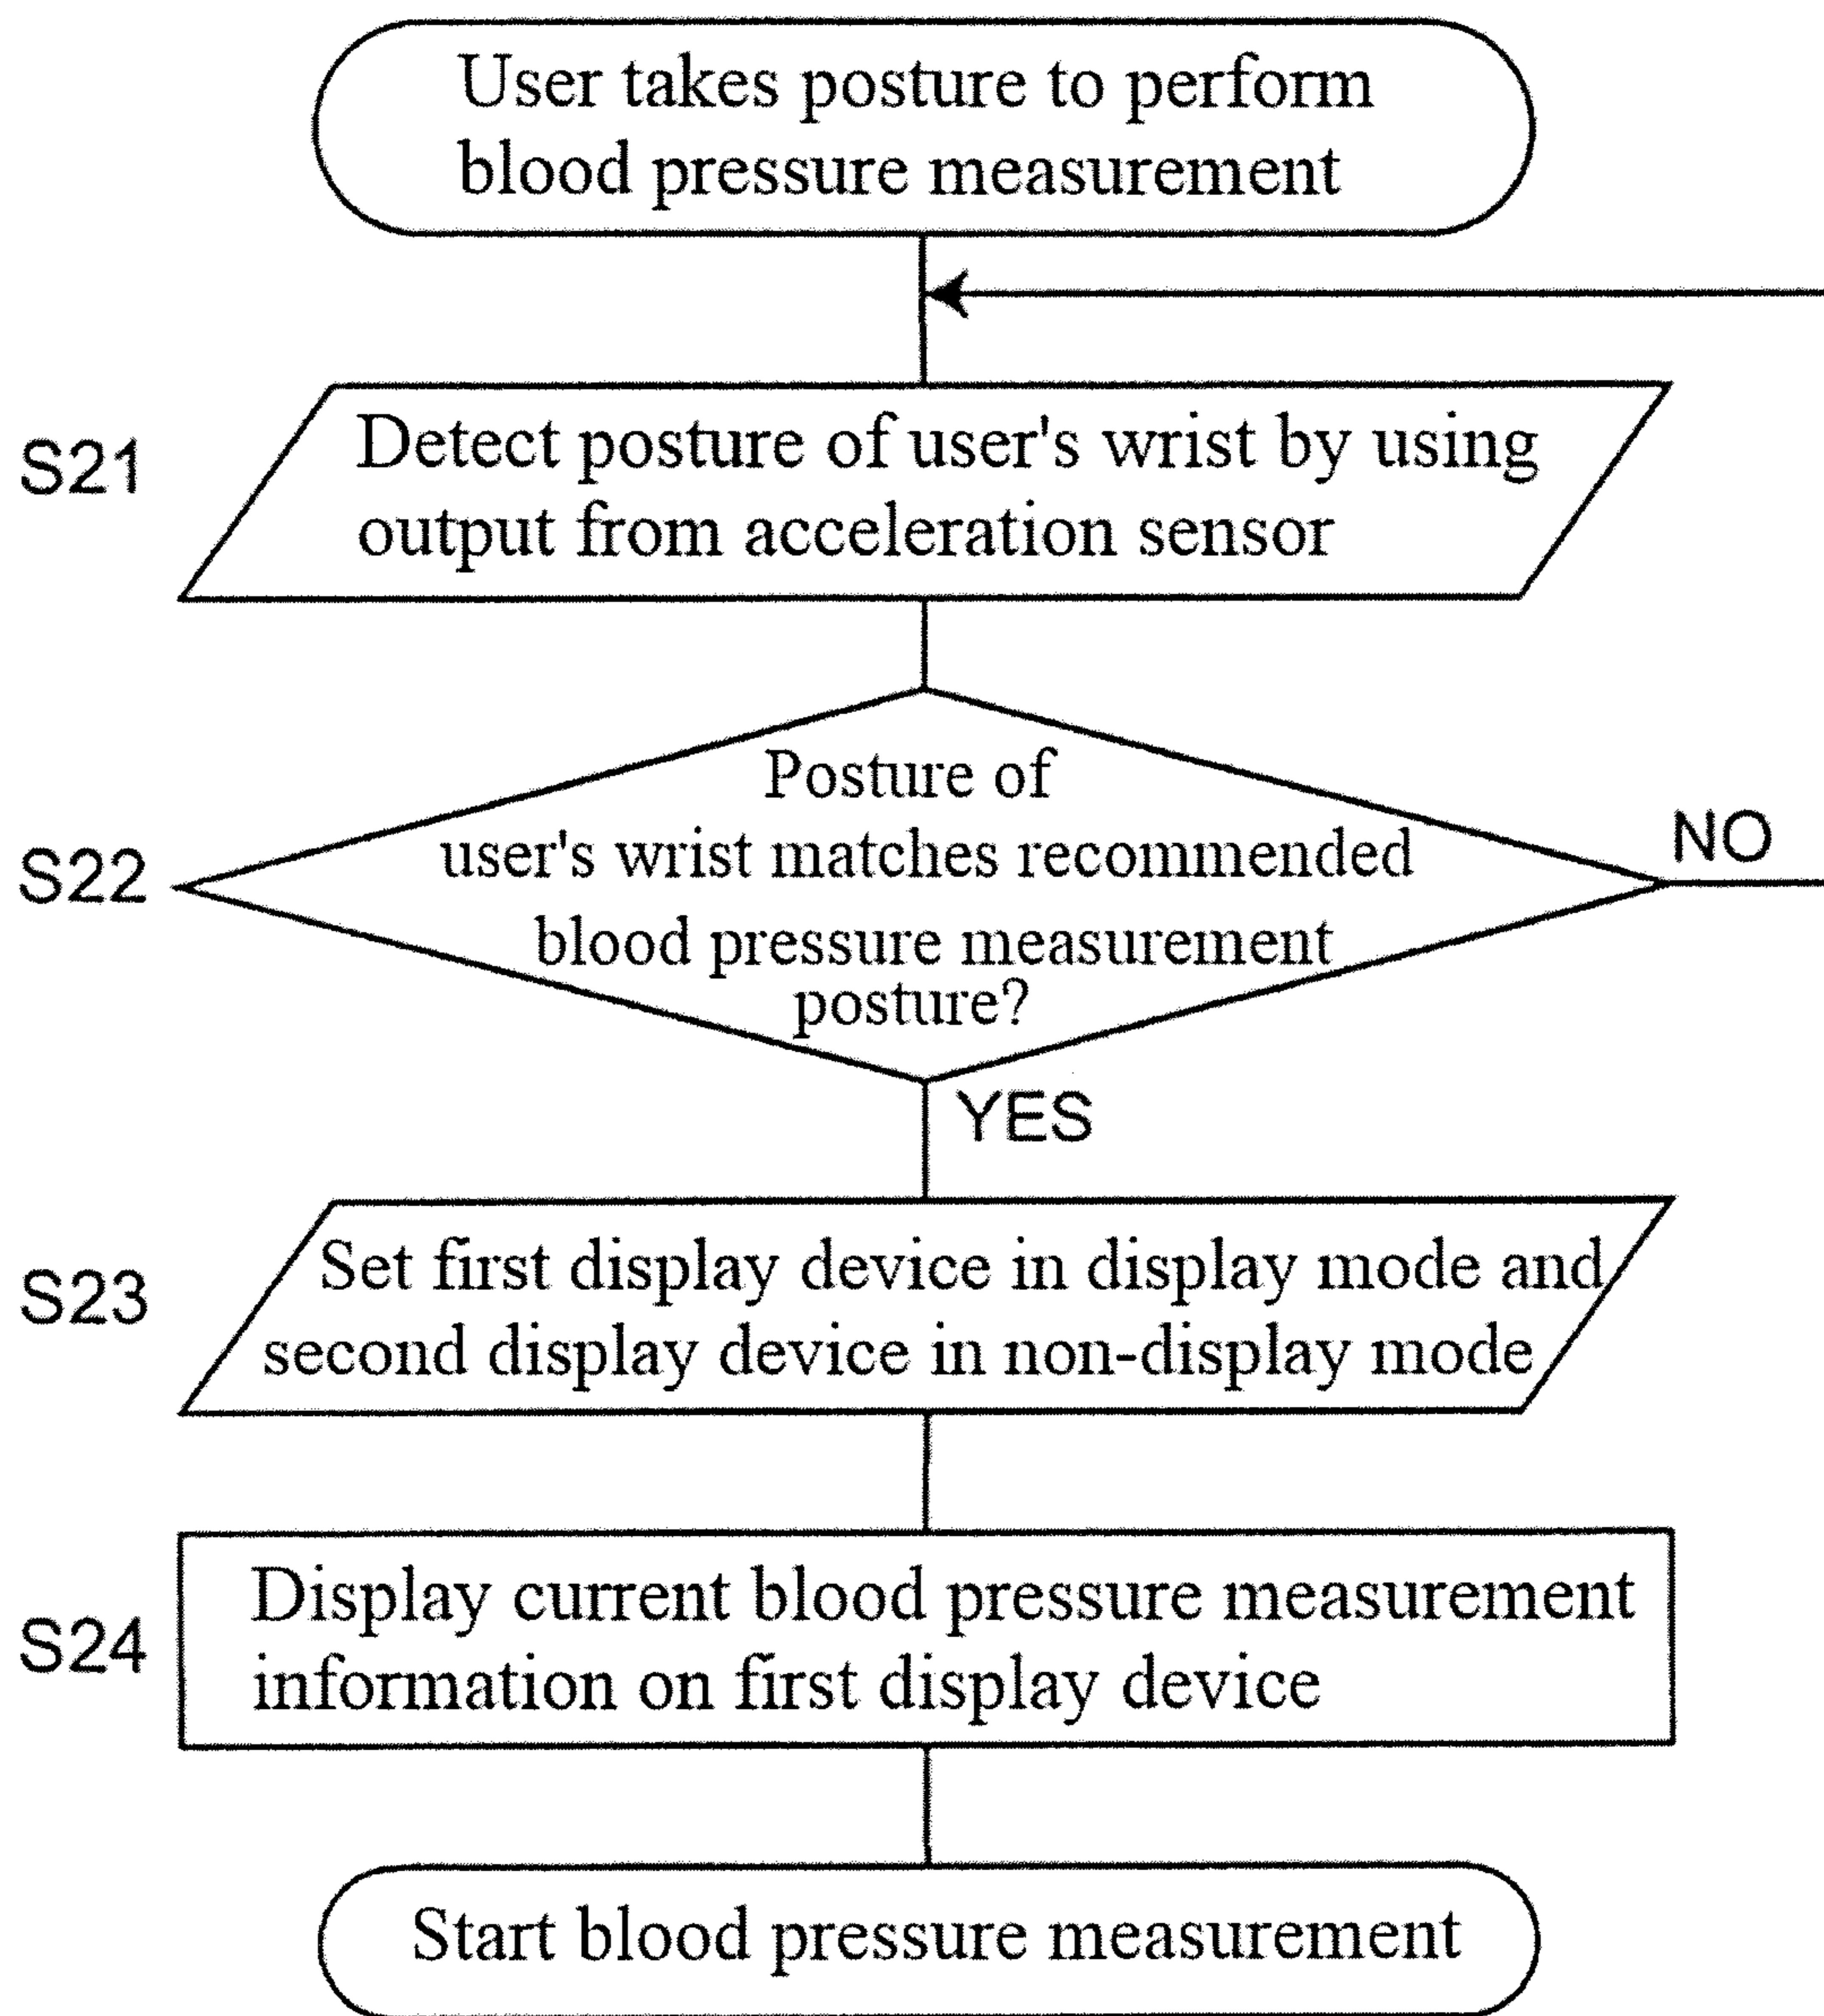 User takes posture to perform
blood pressure measurement
S21
Detect posture of user's wrist by using
output from acceleration sensor
S22
Posture of
user's wrist matches recommended
blood pressure measurement
posture?
NO
YES
S23
Set first display device in display mode and
second display device in non-display mode
S24
Display current blood pressure measurement
information on first display device
Start blood pressure measurement